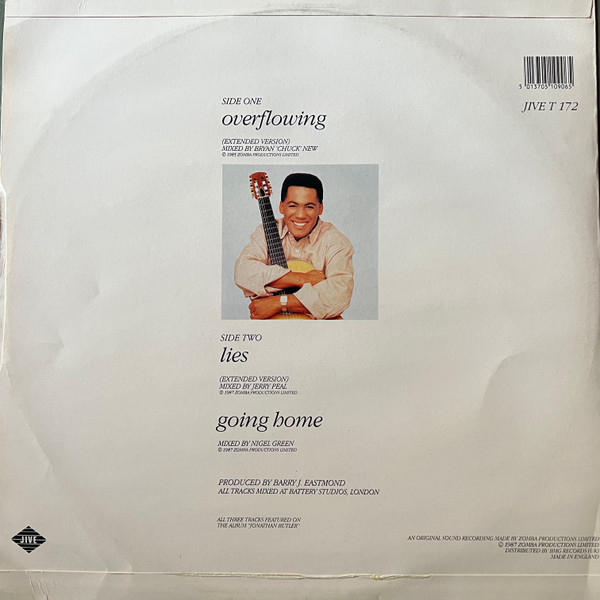 5 013705 109065
JIVE T 172
SIDE ONE
overflowing
(EXTENDED VERSION)
MIXED BY BRYAN 'CHUCK' NEW
© 1985 ZOMBA PRODUCTIONS LIMITED
SIDE TWO
lies
(EXTENDED VERSION)
MIXED BY JERRY PEAL
© 1987 ZOMBA PRODUCTIONS LIMITED
going home
MIXED BY NIGEL GREEN
© 1987 ZOMBA PRODUCTIONS LIMITED
PRODUCED BY BARRY J. EASTMOND
ALL TRACKS MIXED AT BATTERY STUDIOS, LONDON
ALL THREE TRACKS FEATURED ON
THE ALBUM "JONATHAN BUTLER"
JIVE
AN ORIGINAL SOUND RECORDING MADE BY ZOMBA PRODUCTIONS LIMITED
© 1987 ZOMBA PRODUCTIONS LIMITED
DISTRIBUTED BY BMG RECORDS
MADE IN ENGLAND